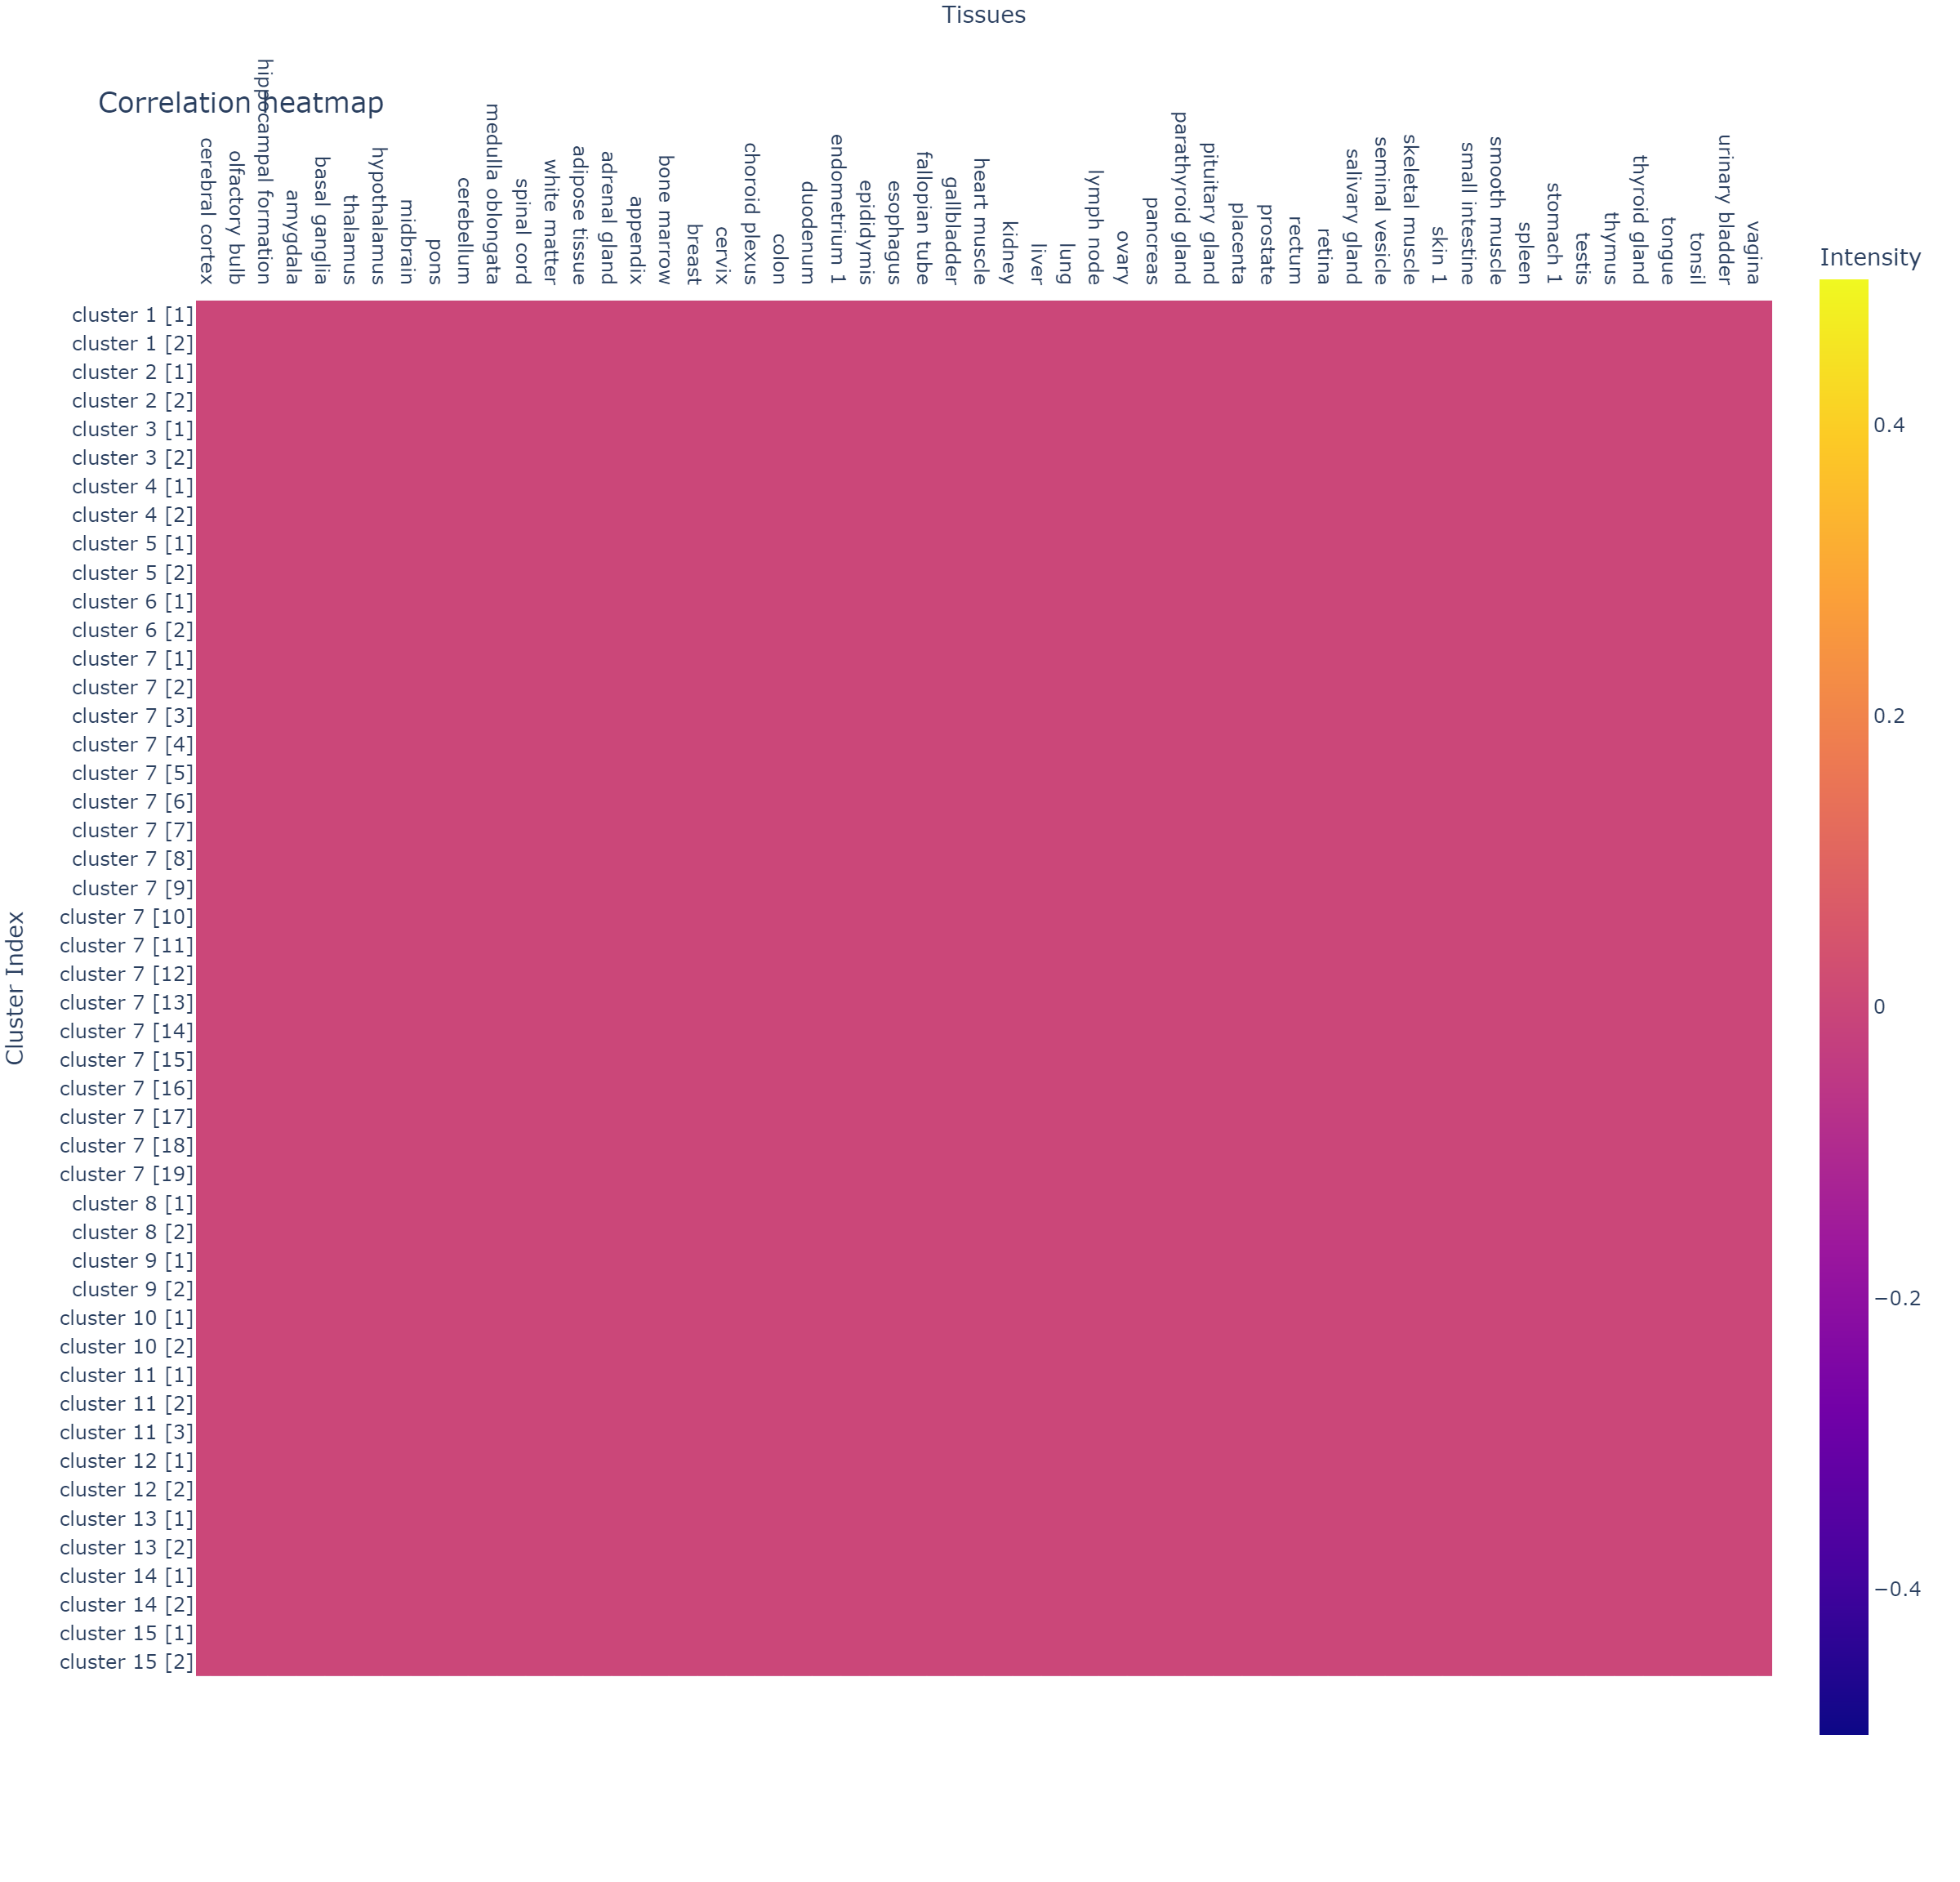 Tissues
Correlation heatmap
cerebral cortex
olfactory bulb
hippocampal formation
amygdala
basal ganglia
thalamus
hypothalamus
midbrain
pons
cerebellum
medulla oblongata
spinal cord
white matter
adipose tissue
adrenal gland
appendix
bone marrow
breast
cervix
choroid plexus
colon
duodenum
endometrium 1
epididymis
esophagus
fallopian tube
gallbladder
heart muscle
kidney
liver
lung
lymph node
ovary
pancreas
parathyroid gland
pituitary gland
placenta
prostate
rectum
retina
salivary gland
seminal vesicle
skeletal muscle
skin 1
small intestine
smooth muscle
spleen
stomach 1
testis
thymus
thyroid gland
tongue
tonsil
urinary bladder
vagina
Cluster Index
cluster 1 [1]
cluster 1 [2]
cluster 2 [1]
cluster 2 [2]
cluster 3 [1]
cluster 3 [2]
cluster 4 [1]
cluster 4 [2]
cluster 5 [1]
cluster 5 [2]
cluster 6 [1]
cluster 6 [2]
cluster 7 [1]
cluster 7 [2]
cluster 7 [3]
cluster 7 [4]
cluster 7 [5]
cluster 7 [6]
cluster 7 [7]
cluster 7 [8]
cluster 7 [9]
cluster 7 [10]
cluster 7 [11]
cluster 7 [12]
cluster 7 [13]
cluster 7 [14]
cluster 7 [15]
cluster 7 [16]
cluster 7 [17]
cluster 7 [18]
cluster 7 [19]
cluster 8 [1]
cluster 8 [2]
cluster 9 [1]
cluster 9 [2]
cluster 10 [1]
cluster 10 [2]
cluster 11 [1]
cluster 11 [2]
cluster 11 [3]
cluster 12 [1]
cluster 12 [2]
cluster 13 [1]
cluster 13 [2]
cluster 14 [1]
cluster 14 [2]
cluster 15 [1]
cluster 15 [2]
Intensity
0.4
0.2
0
−0.2
−0.4